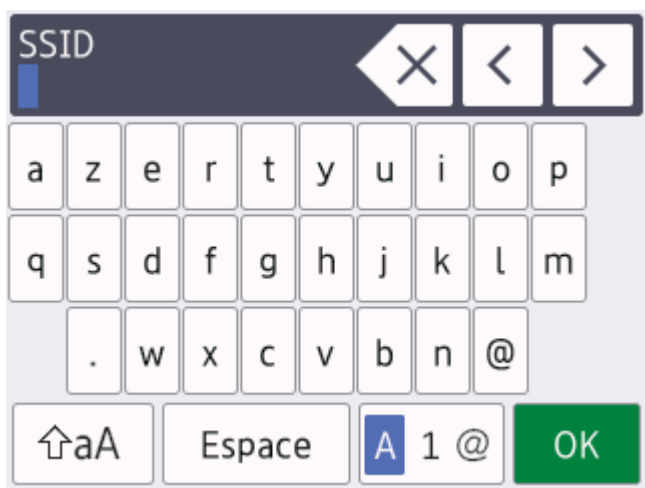 SSID
< >
a z e r t y u i o p
q s d f g h j k l m
. w x c v b n @
aA Espace A 1 @ OK